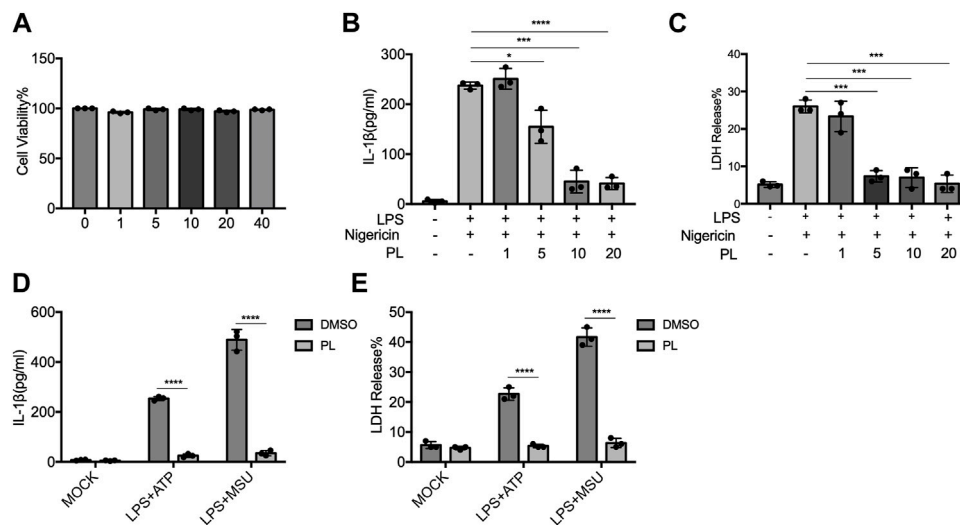 A
Cell Viability%
150
100
50
0
0 1 5 10 20 40
B
IL-1β(pg/ml)
300
200
100
0
****
***
*
LPS - + + + + +
Nigericin - + + + + +
PL - - 1 5 10 20
C
LDH Release%
40
30
20
10
0
***
***
***
LPS - + + + + +
Nigericin - + + + + +
PL - - 1 5 10 20
D
IL-1β(pg/ml)
600
400
200
0
****
****
DMSO
PL
MOCK
LPS+ATP
LPS+MSU
E
LDH Release%
50
40
30
20
10
0
****
****
DMSO
PL
MOCK
LPS+ATP
LPS+MSU